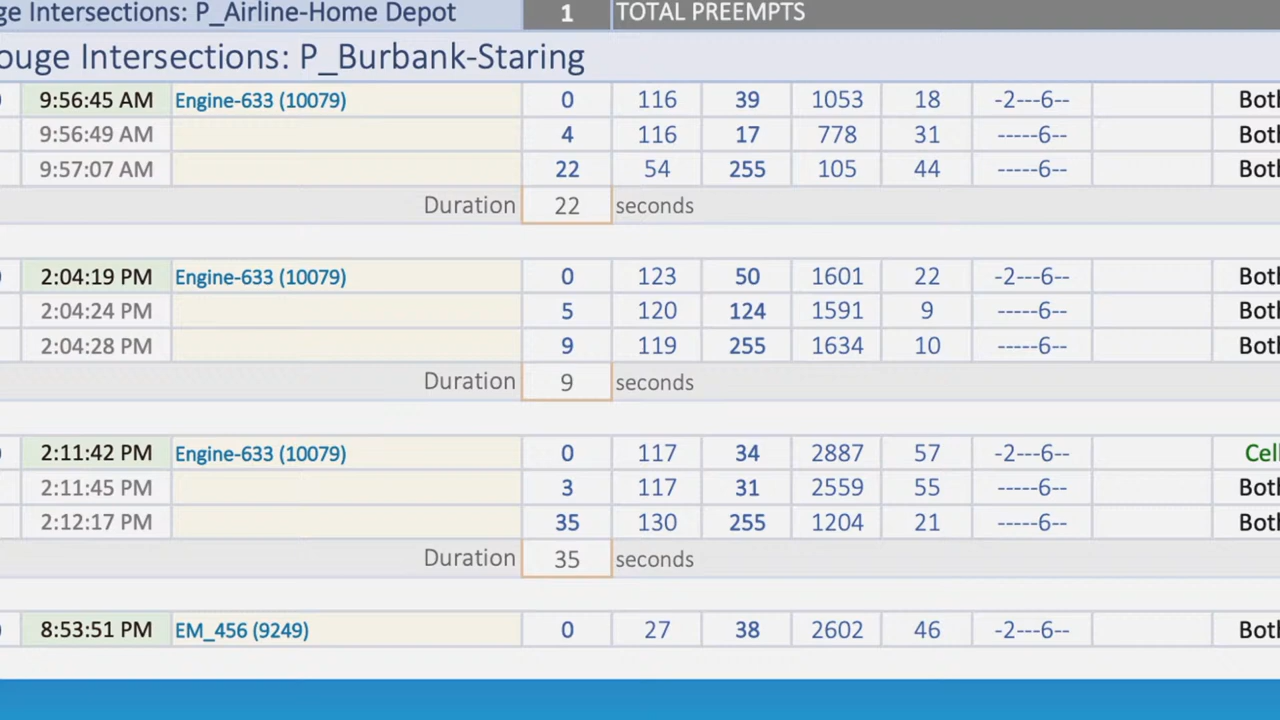 ge Intersections: P_Airline-Home Depot 1 TOTAL PREEMPTS
ouge Intersections: P_Burbank-Staring
9:56:45 AM Engine-633 (10079) 0 116 39 1053 18 -2---6-- Both
9:56:49 AM 4 116 17 778 31 -----6-- Both
9:57:07 AM 22 54 255 105 44 -----6-- Both
Duration 22 seconds
2:04:19 PM Engine-633 (10079) 0 123 50 1601 22 -2---6-- Both
2:04:24 PM 5 120 124 1591 9 -----6-- Both
2:04:28 PM 9 119 255 1634 10 -----6-- Both
Duration 9 seconds
2:11:42 PM Engine-633 (10079) 0 117 34 2887 57 -2---6-- Cell
2:11:45 PM 3 117 31 2559 55 -----6-- Both
2:12:17 PM 35 130 255 1204 21 -----6-- Both
Duration 35 seconds
8:53:51 PM EM_456 (9249) 0 27 38 2602 46 -2---6-- Both